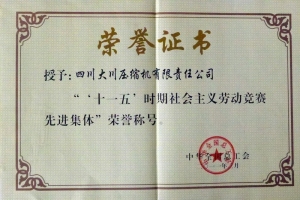 荣誉证书
授予:四川大川压缩机有限责任公司
“‘十一五’时期社会主义劳动竞赛
先进集体”荣誉称号。